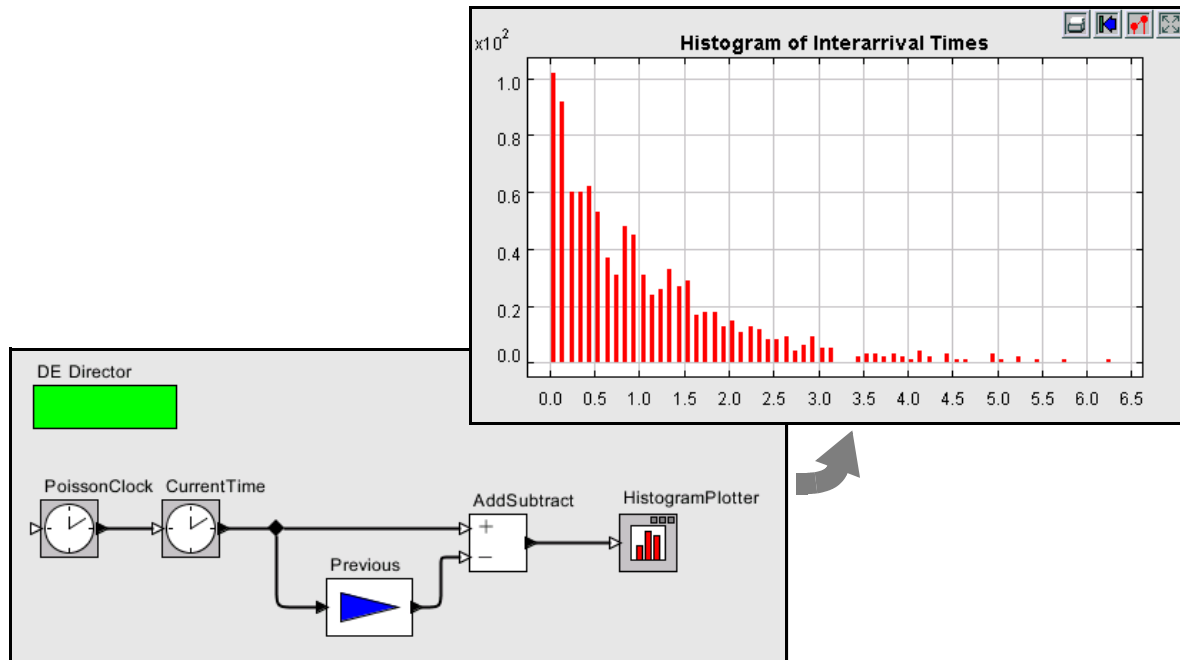 x10²
Histogram of Interarrival Times
1.0
0.8
0.6
0.4
0.2
0.0
0.0 0.5 1.0 1.5 2.0 2.5 3.0 3.5 4.0 4.5 5.0 5.5 6.0 6.5
DE Director
PoissonClock
CurrentTime
Previous
AddSubtract
+
−
HistogramPlotter